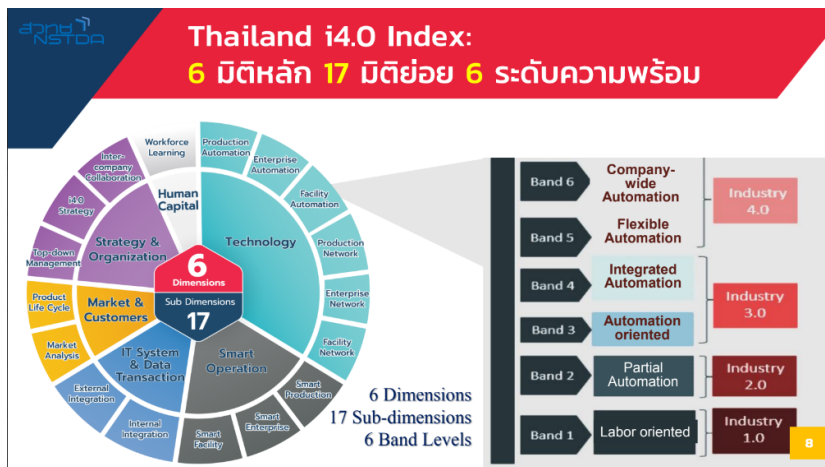 สวทช
NSTDA
Thailand i4.0 Index:
6 มิติหลัก 17 มิติย่อย 6 ระดับความพร้อม
Workforce
Learning
Production
Automation
Enterprise
Automation
Facility
Automation
Production
Network
Enterprise
Network
Facility
Network
Smart
Production
Smart
Enterprise
Smart
Facility
Internal
Integration
External
Integration
Market
Analysis
Product
Life Cycle
Top-down
Management
i4.0
Strategy
Inter-
company
Collaboration
Human
Capital
Technology
Smart
Operation
IT System
& Data
Transaction
Market &
Customers
Strategy &
Organization
6
Dimensions
Sub Dimensions
17
6 Dimensions
17 Sub-dimensions
6 Band Levels
Band 6
Company-
wide
Automation
Band 5
Flexible
Automation
Industry
4.0
Band 4
Integrated
Automation
Band 3
Automation
oriented
Industry
3.0
Band 2
Partial
Automation
Industry
2.0
Band 1
Labor oriented
Industry
1.0
8